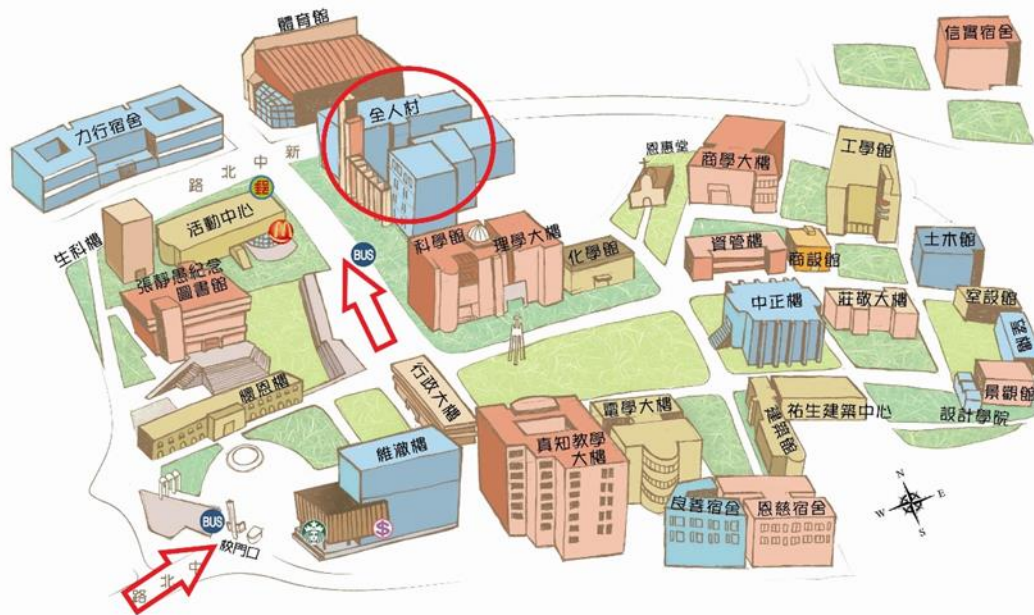 體育館
信實宿舍
全人村
力行宿舍
新中北路
郵
恩惠堂
商學大樓
工學館
活動中心
生科樓
BUS
科學館
理學大樓
化學館
資管樓
商設館
土木館
張靜愚紀念
圖書館
中正樓
莊敬大樓
室設館
景觀館
設計學院
行政大樓
總恩樓
電學大樓
建築館
祐生建築中心
真知教學
大樓
維澈樓
良善宿舍
恩慈宿舍
BUS
校門口
$
中北路
N
W
E
S